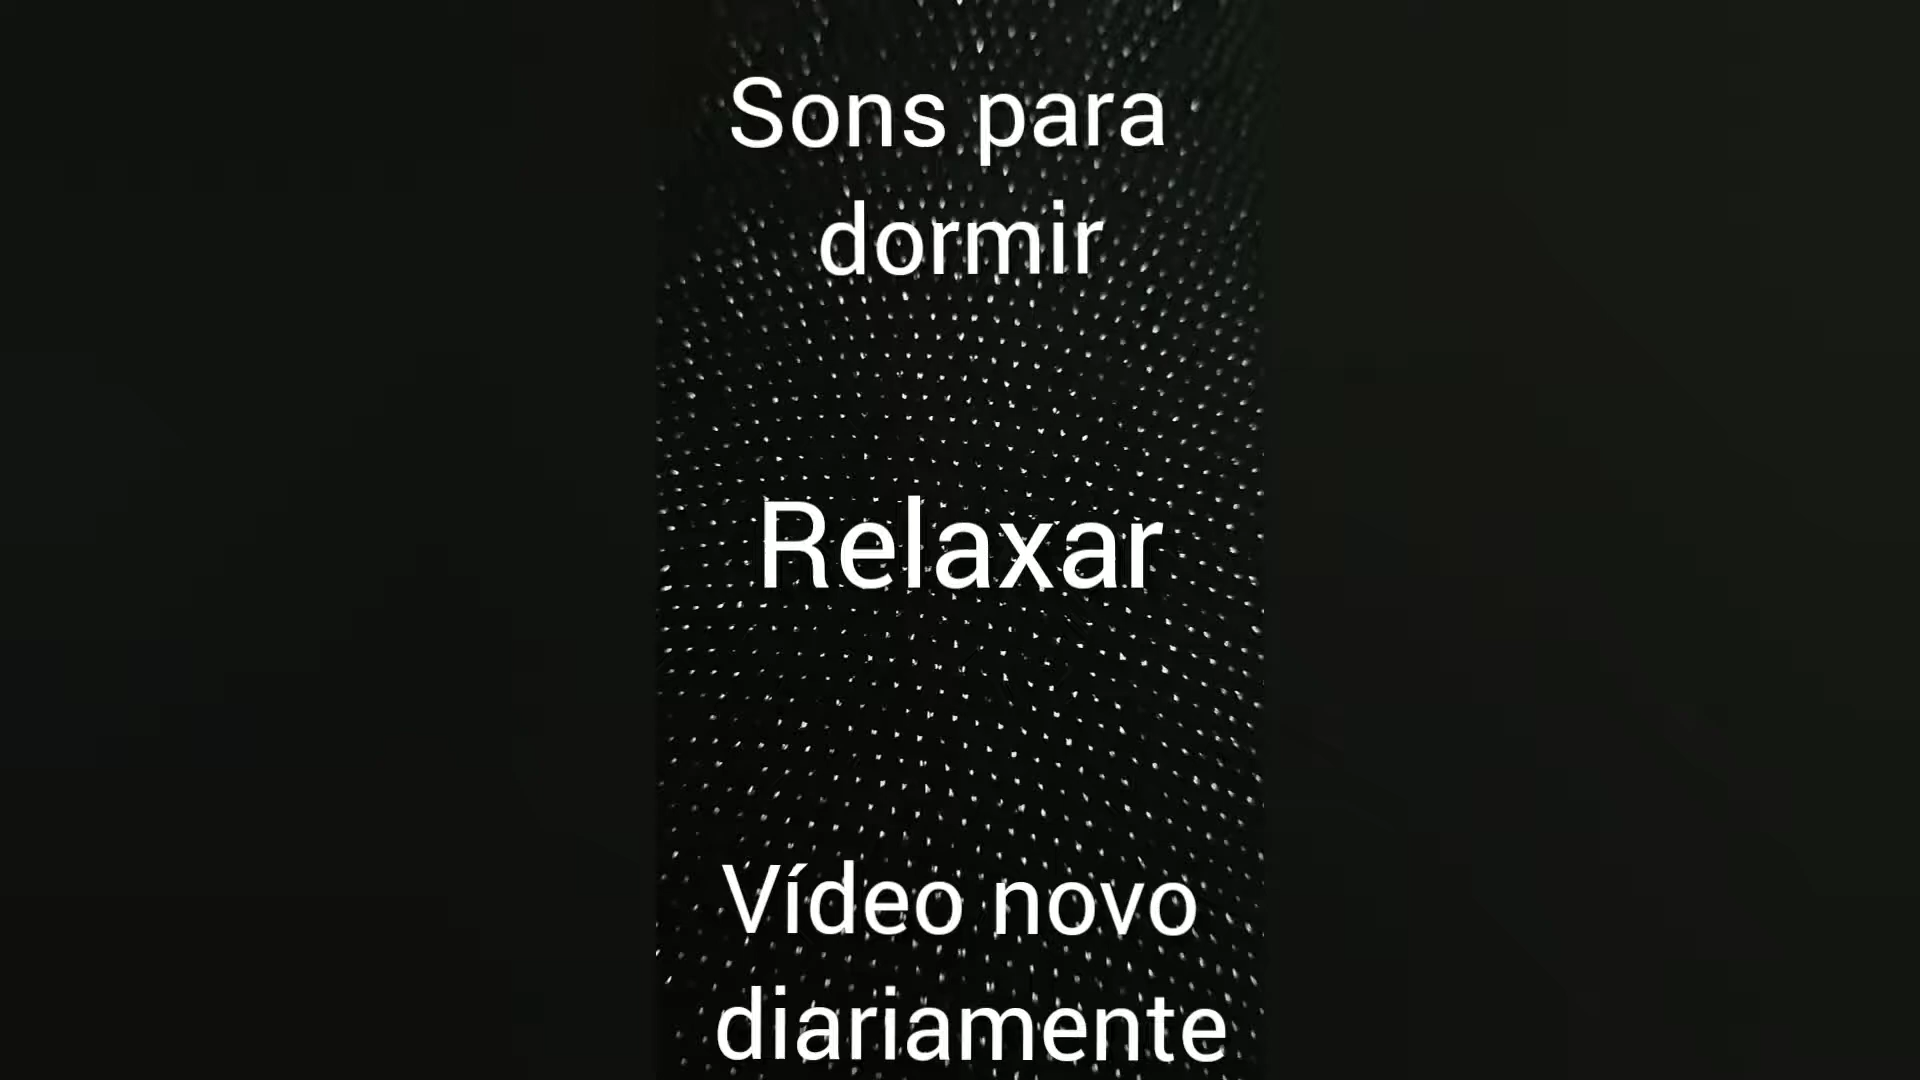 Sons para
dormir
Relaxar
Vídeo novo
diariamente